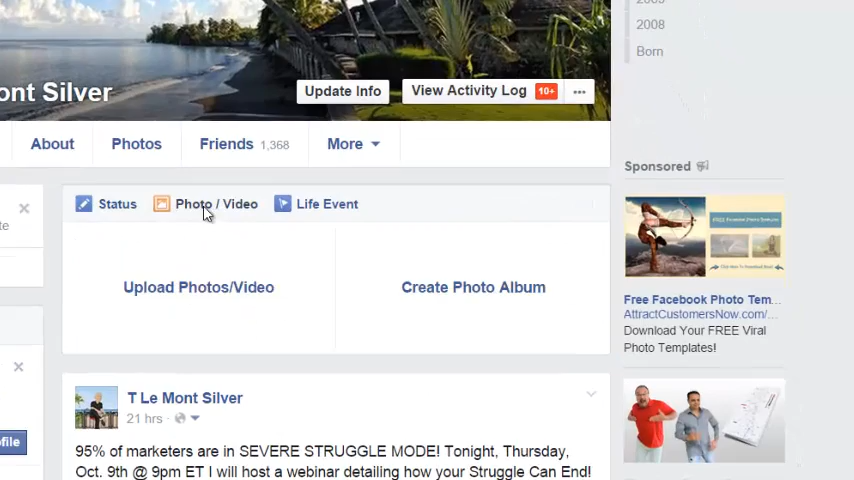 2008
Born
ont Silver
Update Info
View Activity Log 10+
About
Photos
Friends 1,368
More
Sponsored
Status
Photo / Video
Life Event
te
Upload Photos/Video
Create Photo Album
Free Facebook Photo Tem...
AttractCustomersNow.com/...
Download Your FREE Viral
Photo Templates!
T Le Mont Silver
21 hrs ·
ofile
95% of marketers are in SEVERE STRUGGLE MODE! Tonight, Thursday,
Oct. 9th @ 9pm ET I will host a webinar detailing how your Struggle Can End!